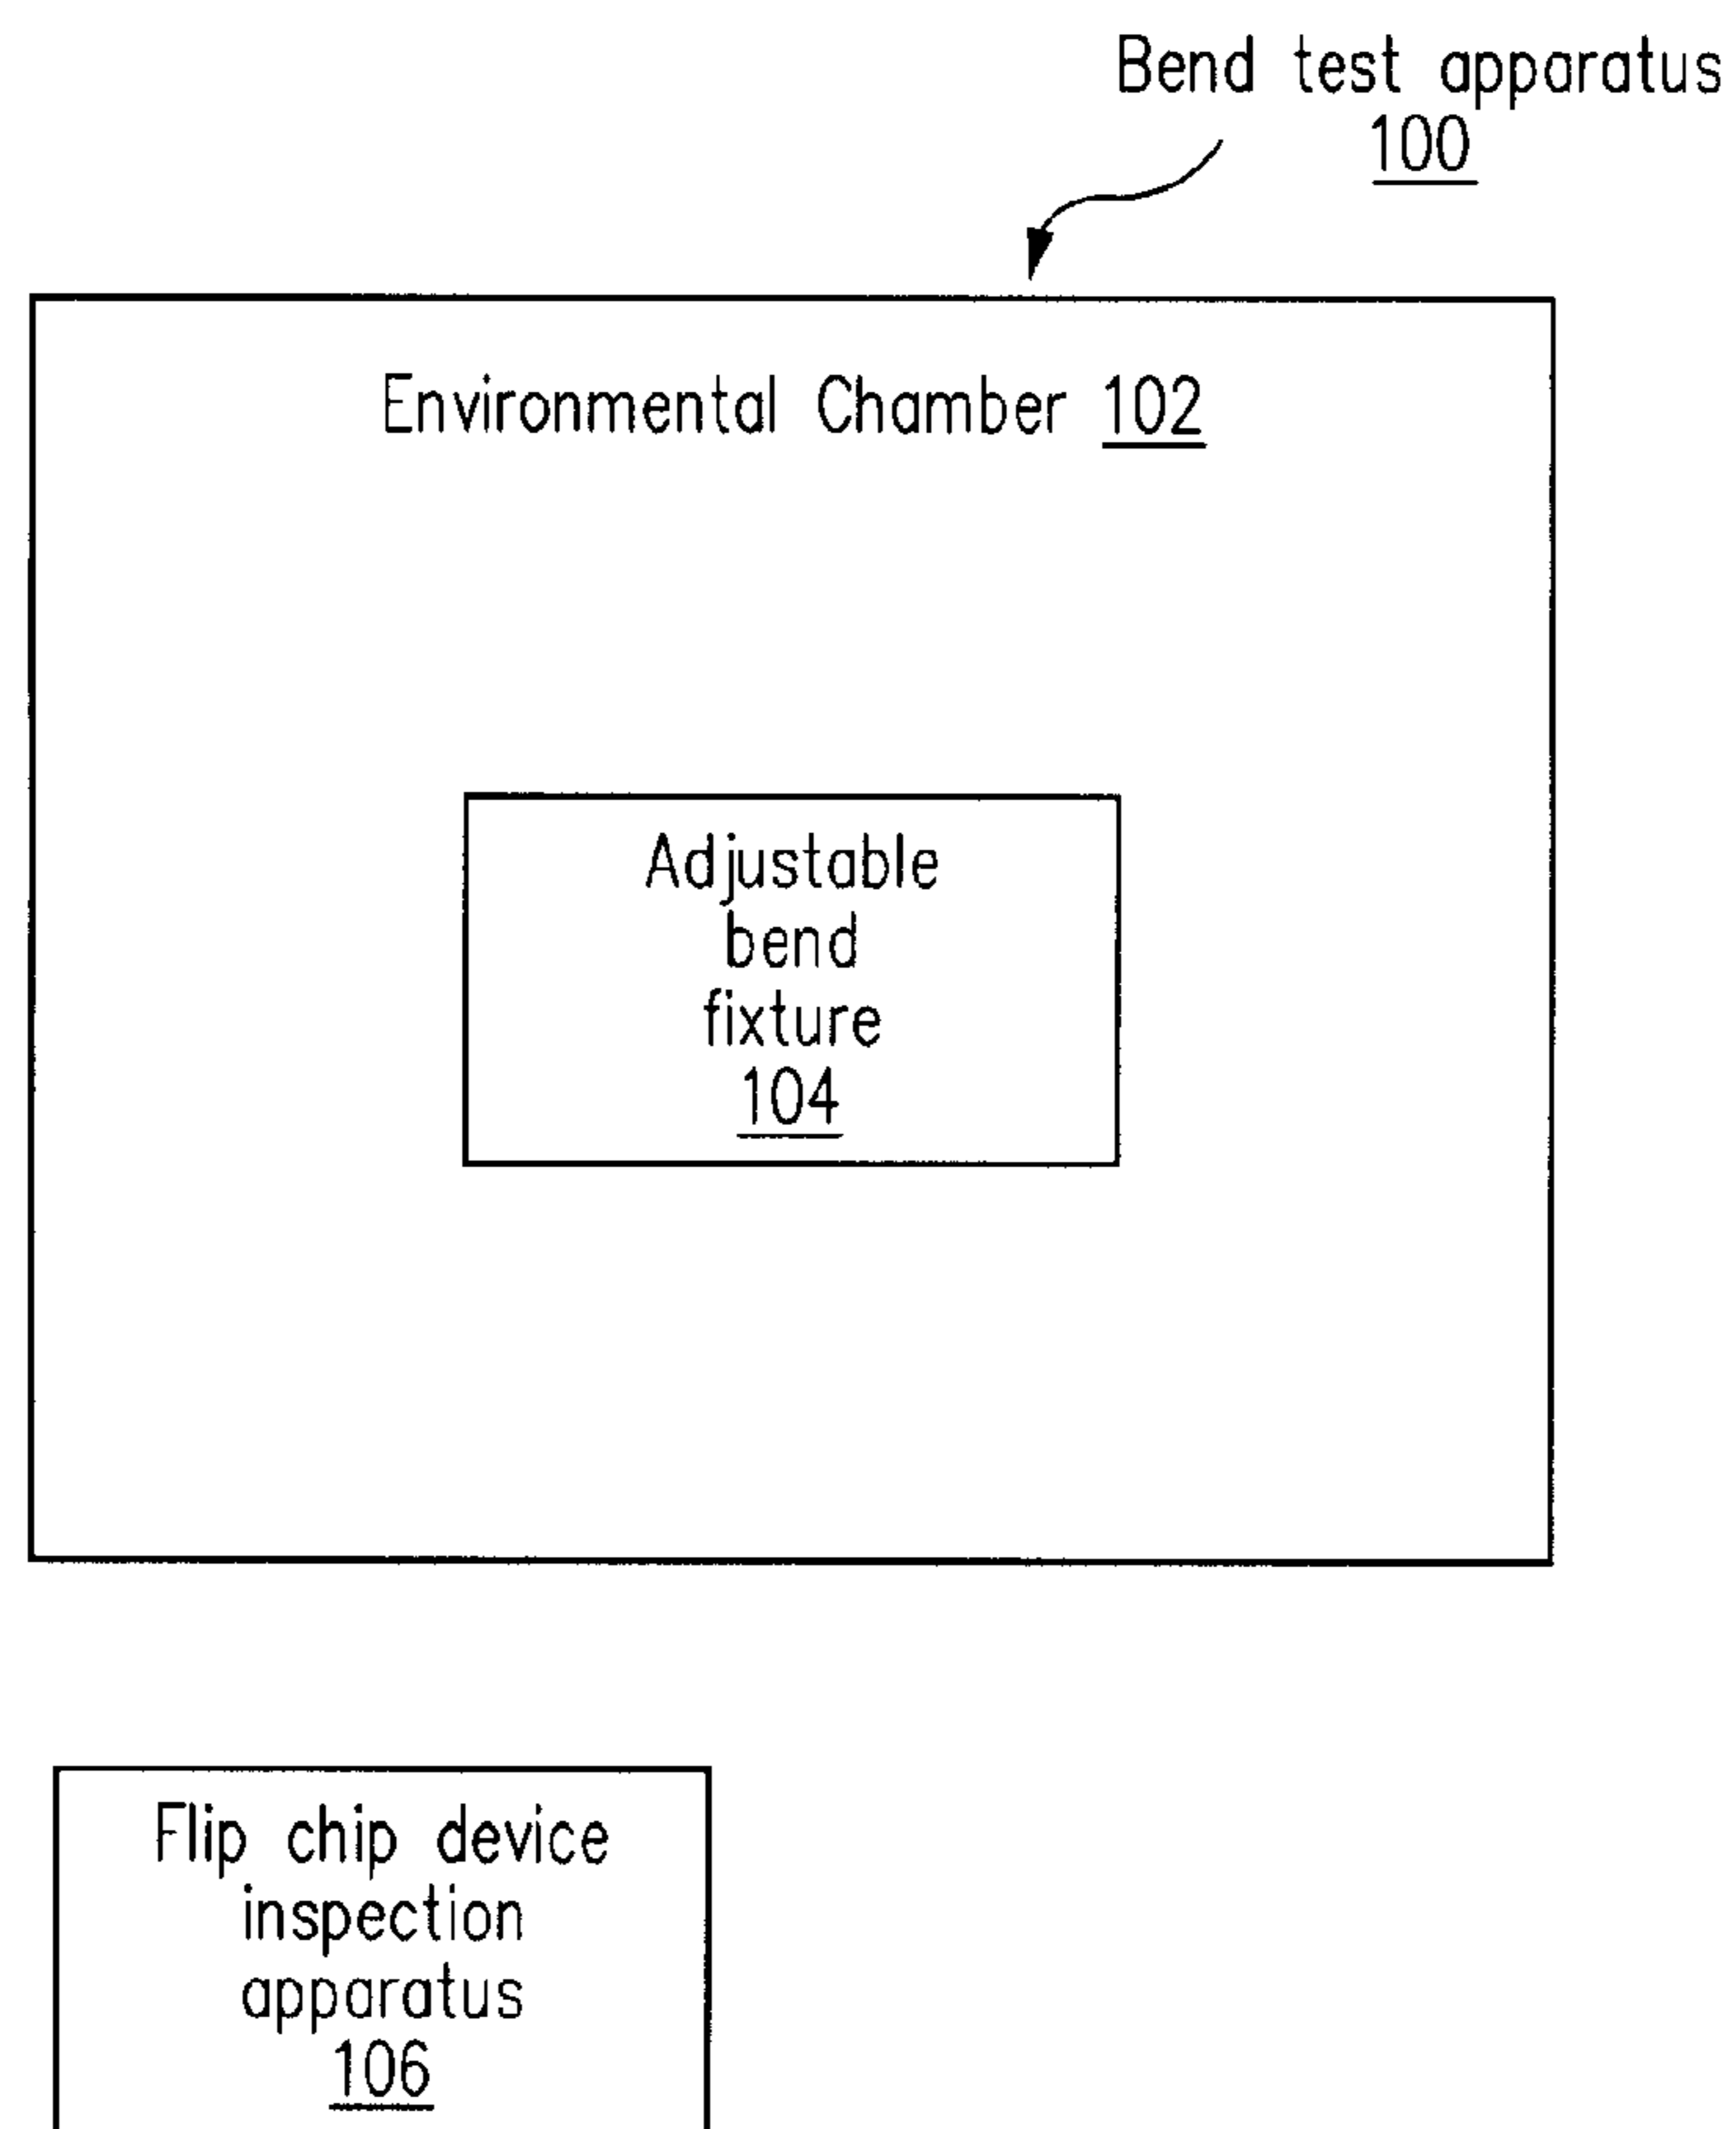 Bend test apparatus
100
Environmental Chamber 102
Adjustable
bend
fixture
104
Flip chip device
inspection
apparatus
106